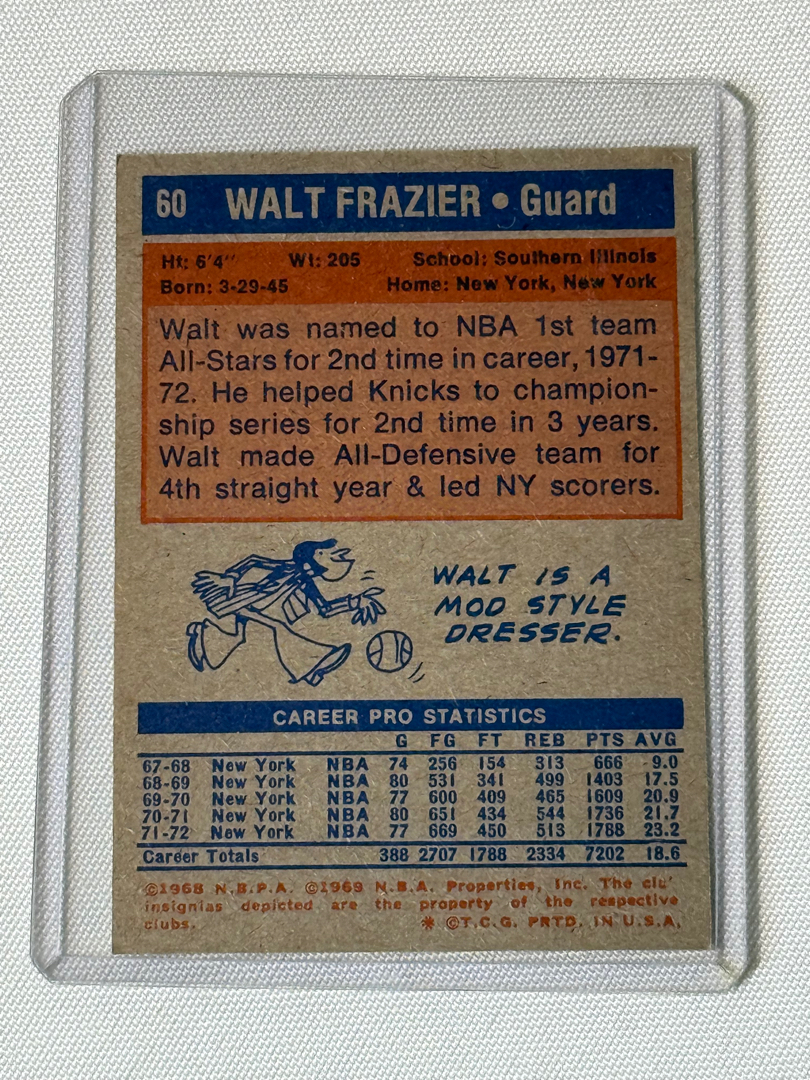 60 WALT FRAZIER • Guard
Ht: 6'4" Wt: 205 School: Southern Illinois
Born: 3-29-45 Home: New York, New York
Walt was named to NBA 1st team
All-Stars for 2nd time in career, 1971-
72. He helped Knicks to champion-
ship series for 2nd time in 3 years.
Walt made All-Defensive team for
4th straight year & led NY scorers.
WALT IS A
MOD STYLE
DRESSER.
CAREER PRO STATISTICS
G FG FT REB PTS AVG
67-68 New York NBA 74 256 154 313 666 9.0
68-69 New York NBA 80 531 341 499 1403 17.5
69-70 New York NBA 77 600 409 465 1609 20.9
70-71 New York NBA 80 651 434 544 1736 21.7
71-72 New York NBA 77 669 450 513 1788 23.2
Career Totals 388 2707 1788 2334 7202 18.6
©1968 N.B.P.A. ©1969 N.B.A. Properties, Inc. The clu'
insignias depicted are the property of the respective
clubs. * ©T.C.G. PRTD. IN U.S.A.